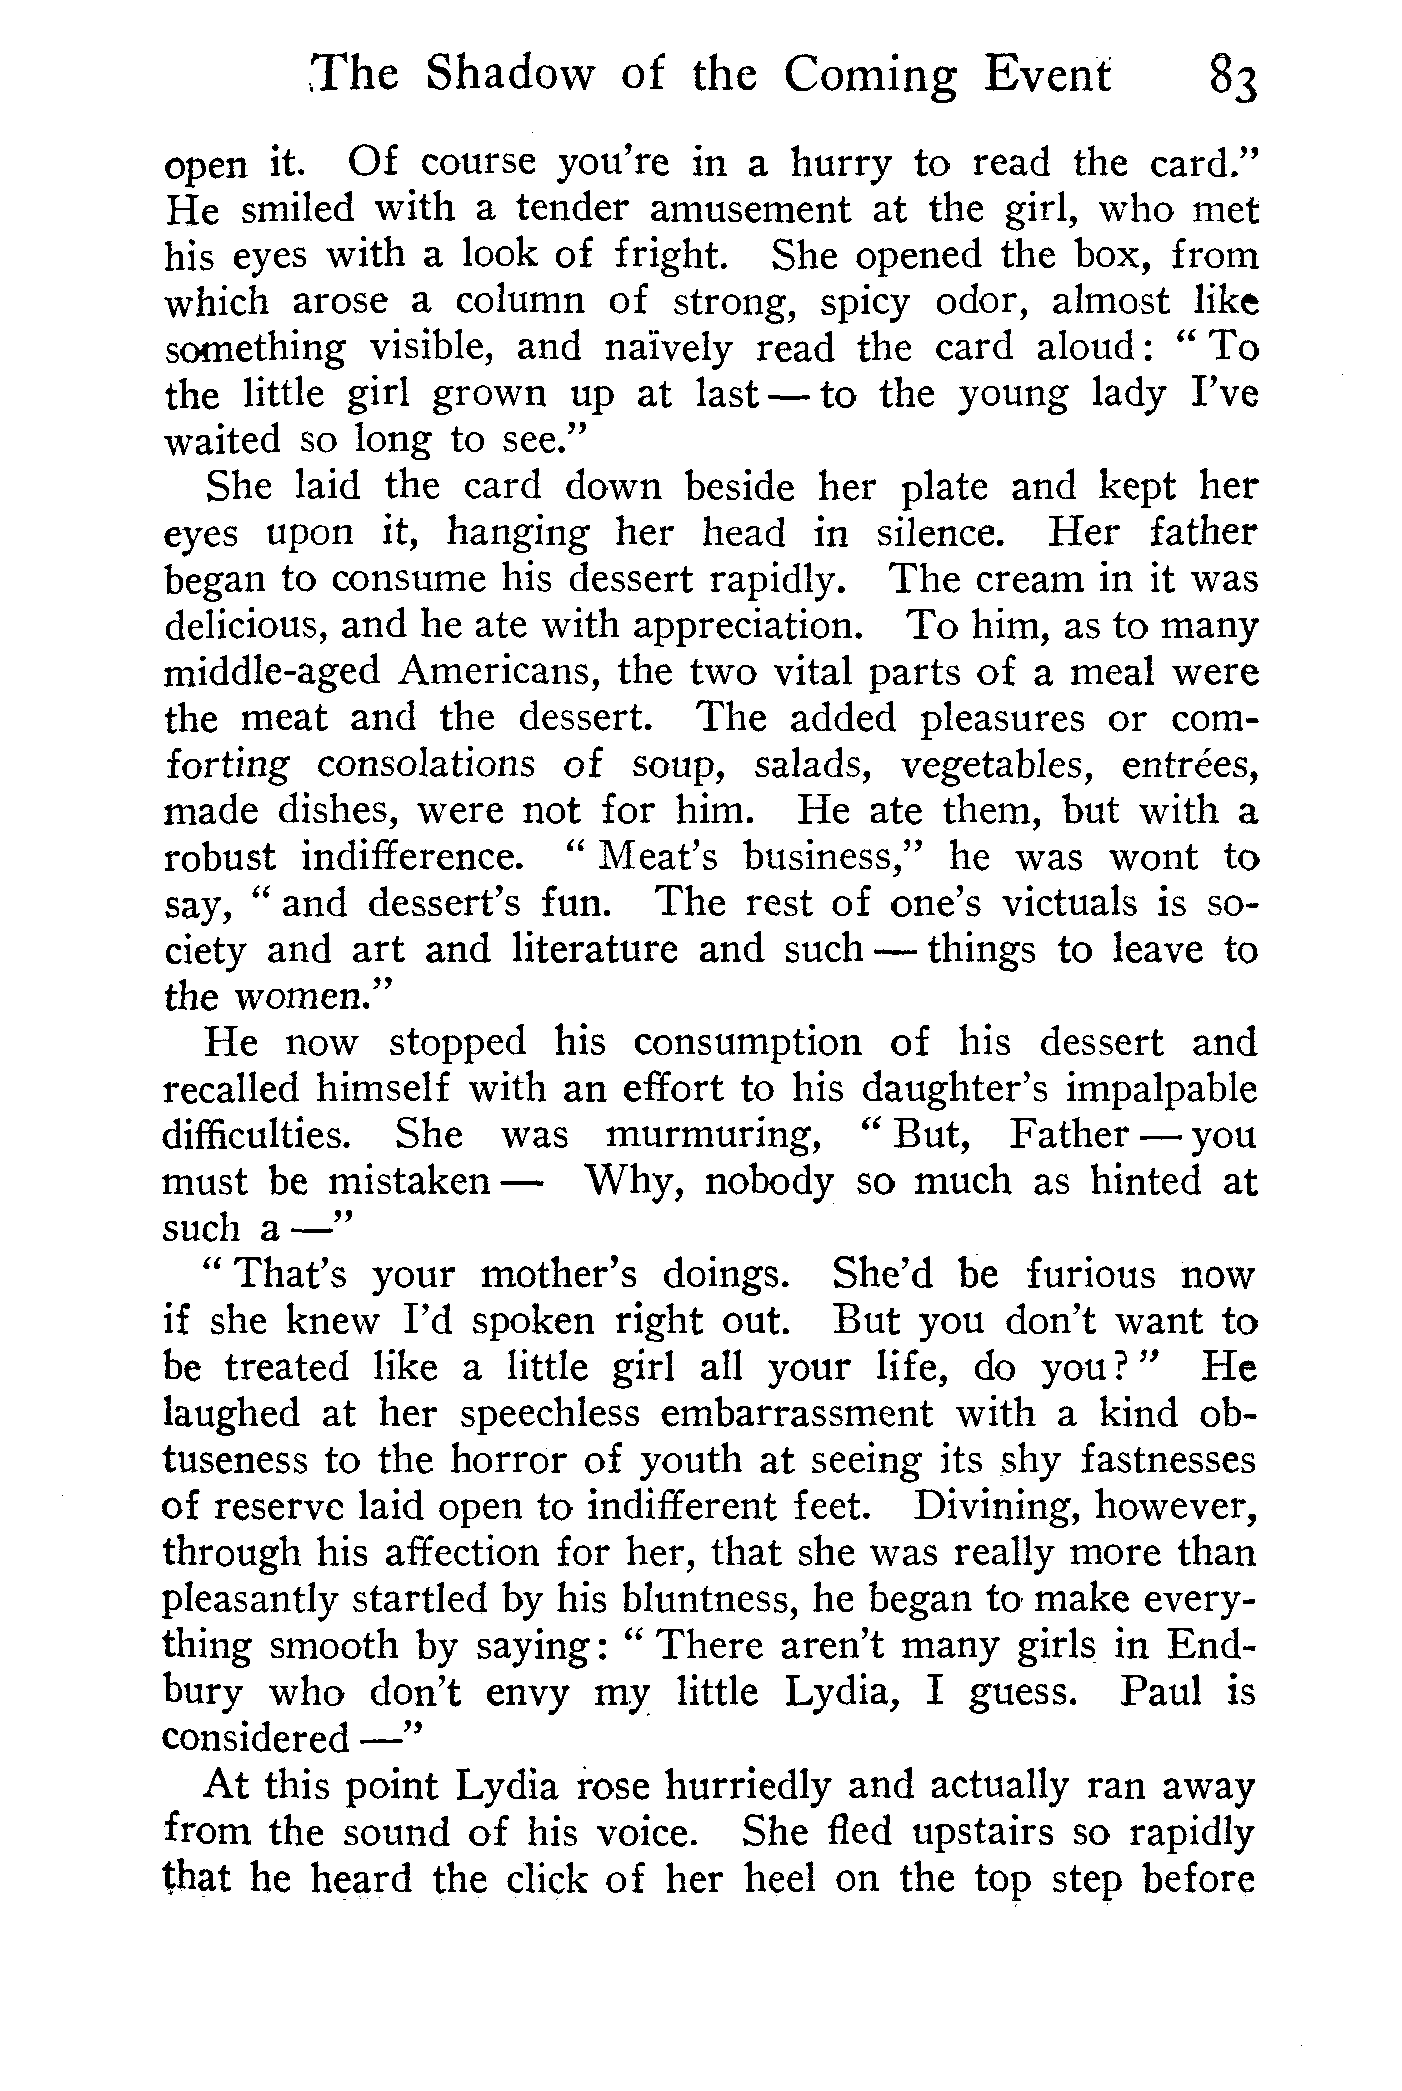 The Shadow of the Coming Event 83
open it. Of course you're in a hurry to read the card."
He smiled with a tender amusement at the girl, who met
his eyes with a look of fright. She opened the box, from
which arose a column of strong, spicy odor, almost like
something visible, and naïvely read the card aloud: " To
the little girl grown up at last — to the young lady I've
waited so long to see."
She laid the card down beside her plate and kept her
eyes upon it, hanging her head in silence. Her father
began to consume his dessert rapidly. The cream in it was
delicious, and he ate with appreciation. To him, as to many
middle-aged Americans, the two vital parts of a meal were
the meat and the dessert. The added pleasures or com-
forting consolations of soup, salads, vegetables, entrées,
made dishes, were not for him. He ate them, but with a
robust indifference. " Meat's business," he was wont to
say, " and dessert's fun. The rest of one's victuals is so-
ciety and art and literature and such — things to leave to
the women."
He now stopped his consumption of his dessert and
recalled himself with an effort to his daughter's impalpable
difficulties. She was murmuring, " But, Father — you
must be mistaken — Why, nobody so much as hinted at
such a —"
" That's your mother's doings. She'd be furious now
if she knew I'd spoken right out. But you don't want to
be treated like a little girl all your life, do you? " He
laughed at her speechless embarrassment with a kind ob-
tuseness to the horror of youth at seeing its shy fastnesses
of reserve laid open to indifferent feet. Divining, however,
through his affection for her, that she was really more than
pleasantly startled by his bluntness, he began to make every-
thing smooth by saying: " There aren't many girls in End-
bury who don't envy my little Lydia, I guess. Paul is
considered —"
At this point Lydia rose hurriedly and actually ran away
from the sound of his voice. She fled upstairs so rapidly
that he heard the click of her heel on the top step before